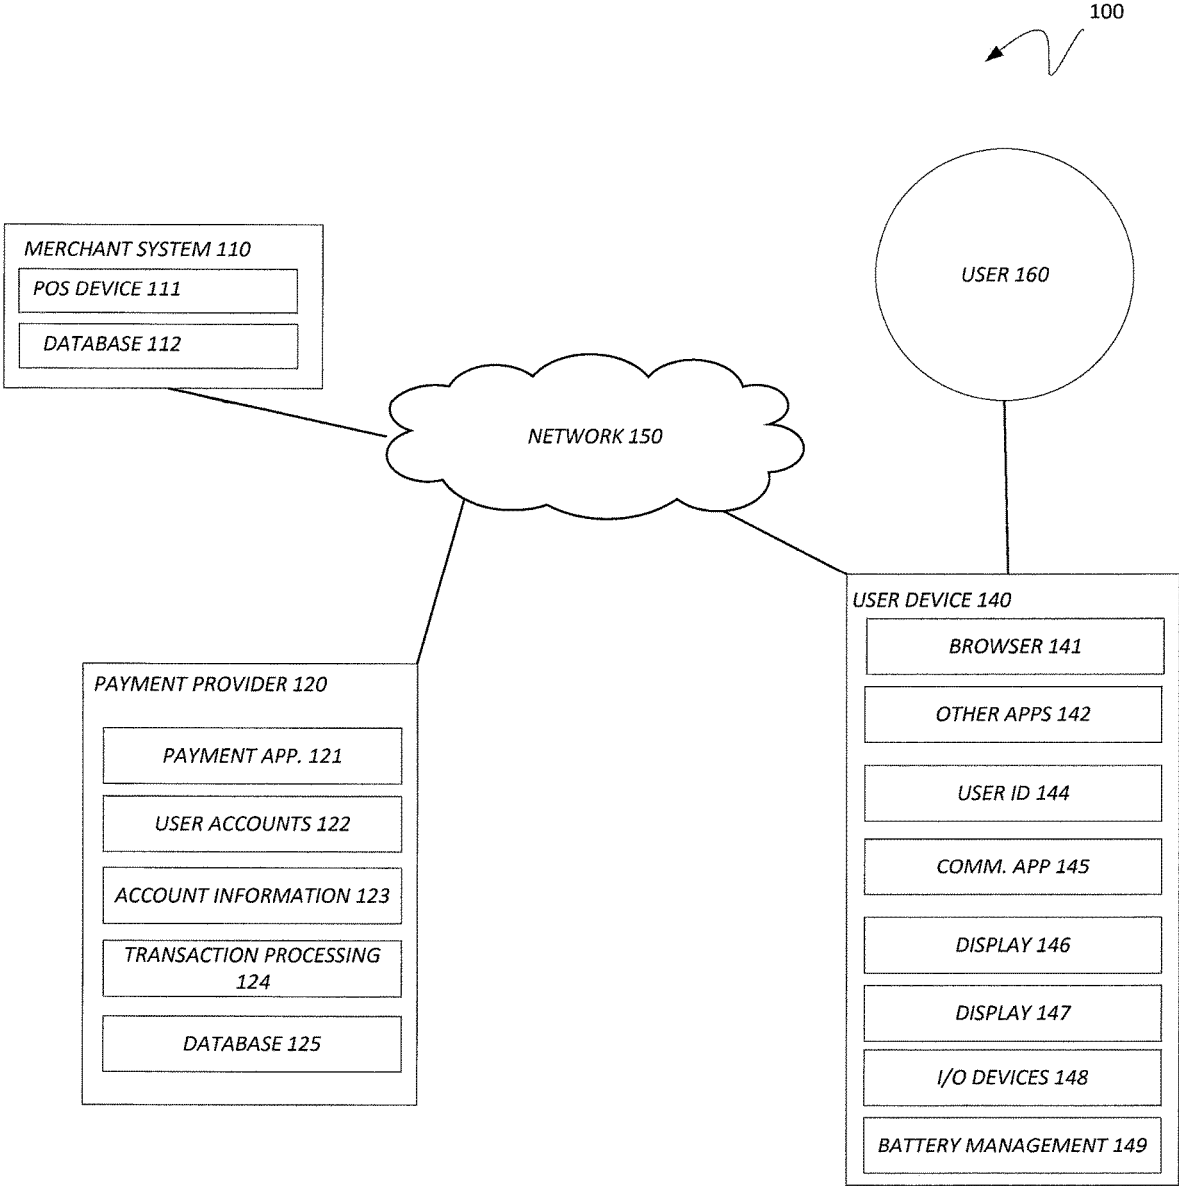 100
MERCHANT SYSTEM 110
POS DEVICE 111
DATABASE 112
USER 160
NETWORK 150
PAYMENT PROVIDER 120
PAYMENT APP. 121
USER ACCOUNTS 122
ACCOUNT INFORMATION 123
TRANSACTION PROCESSING
124
DATABASE 125
USER DEVICE 140
BROWSER 141
OTHER APPS 142
USER ID 144
COMM. APP 145
DISPLAY 146
DISPLAY 147
I/O DEVICES 148
BATTERY MANAGEMENT 149